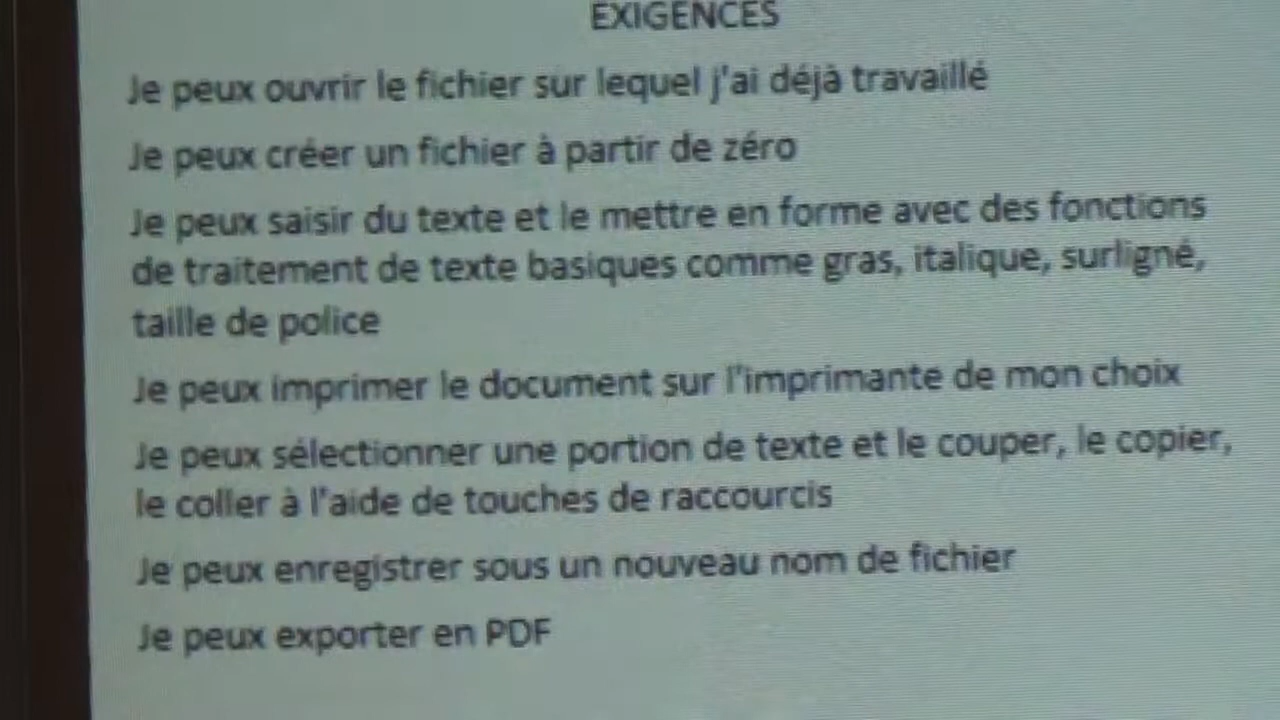 EXIGENCES
Je peux ouvrir le fichier sur lequel j'ai déjà travaillé
Je peux créer un fichier à partir de zéro
Je peux saisir du texte et le mettre en forme avec des fonctions
de traitement de texte basiques comme gras, italique, surligné,
taille de police
Je peux imprimer le document sur l'imprimante de mon choix
Je peux sélectionner une portion de texte et le couper, le copier,
le coller à l'aide de touches de raccourcis
Je peux enregistrer sous un nouveau nom de fichier
Je peux exporter en PDF